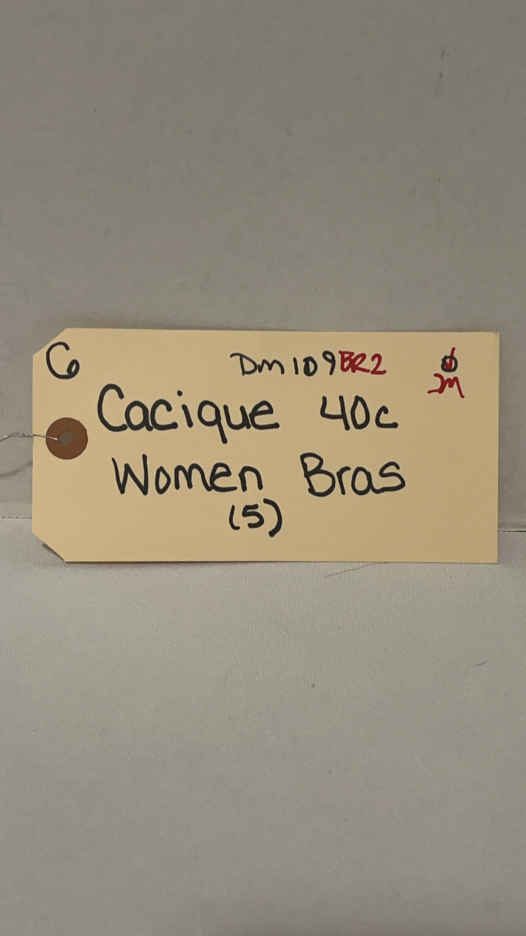 DM109BR2
Cacique 40c
Women Bras
(5)